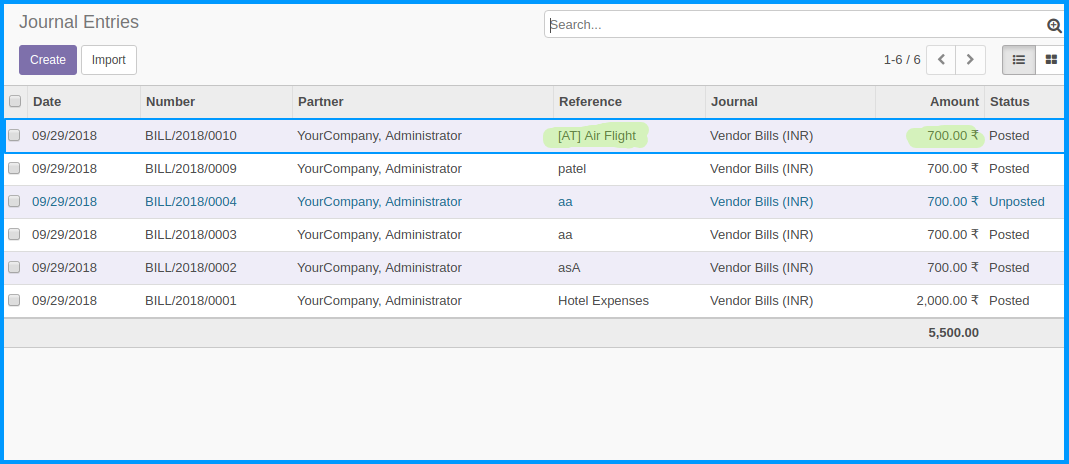 Journal Entries
Search...
Create Import 1-6 / 6
Date Number Partner Reference Journal Amount Status
09/29/2018 BILL/2018/0010 YourCompany, Administrator [AT] Air Flight Vendor Bills (INR) 700.00 ₹ Posted
09/29/2018 BILL/2018/0009 YourCompany, Administrator patel Vendor Bills (INR) 700.00 ₹ Posted
09/29/2018 BILL/2018/0004 YourCompany, Administrator aa Vendor Bills (INR) 700.00 ₹ Unposted
09/29/2018 BILL/2018/0003 YourCompany, Administrator aa Vendor Bills (INR) 700.00 ₹ Posted
09/29/2018 BILL/2018/0002 YourCompany, Administrator asA Vendor Bills (INR) 700.00 ₹ Posted
09/29/2018 BILL/2018/0001 YourCompany, Administrator Hotel Expenses Vendor Bills (INR) 2,000.00 ₹ Posted
5,500.00